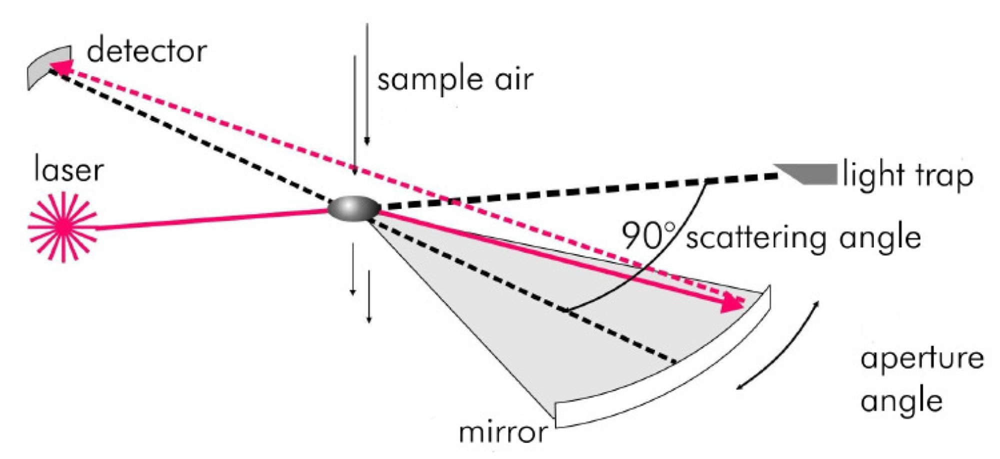 detector
sample air
laser
light trap
90° scattering angle
aperture
angle
mirror